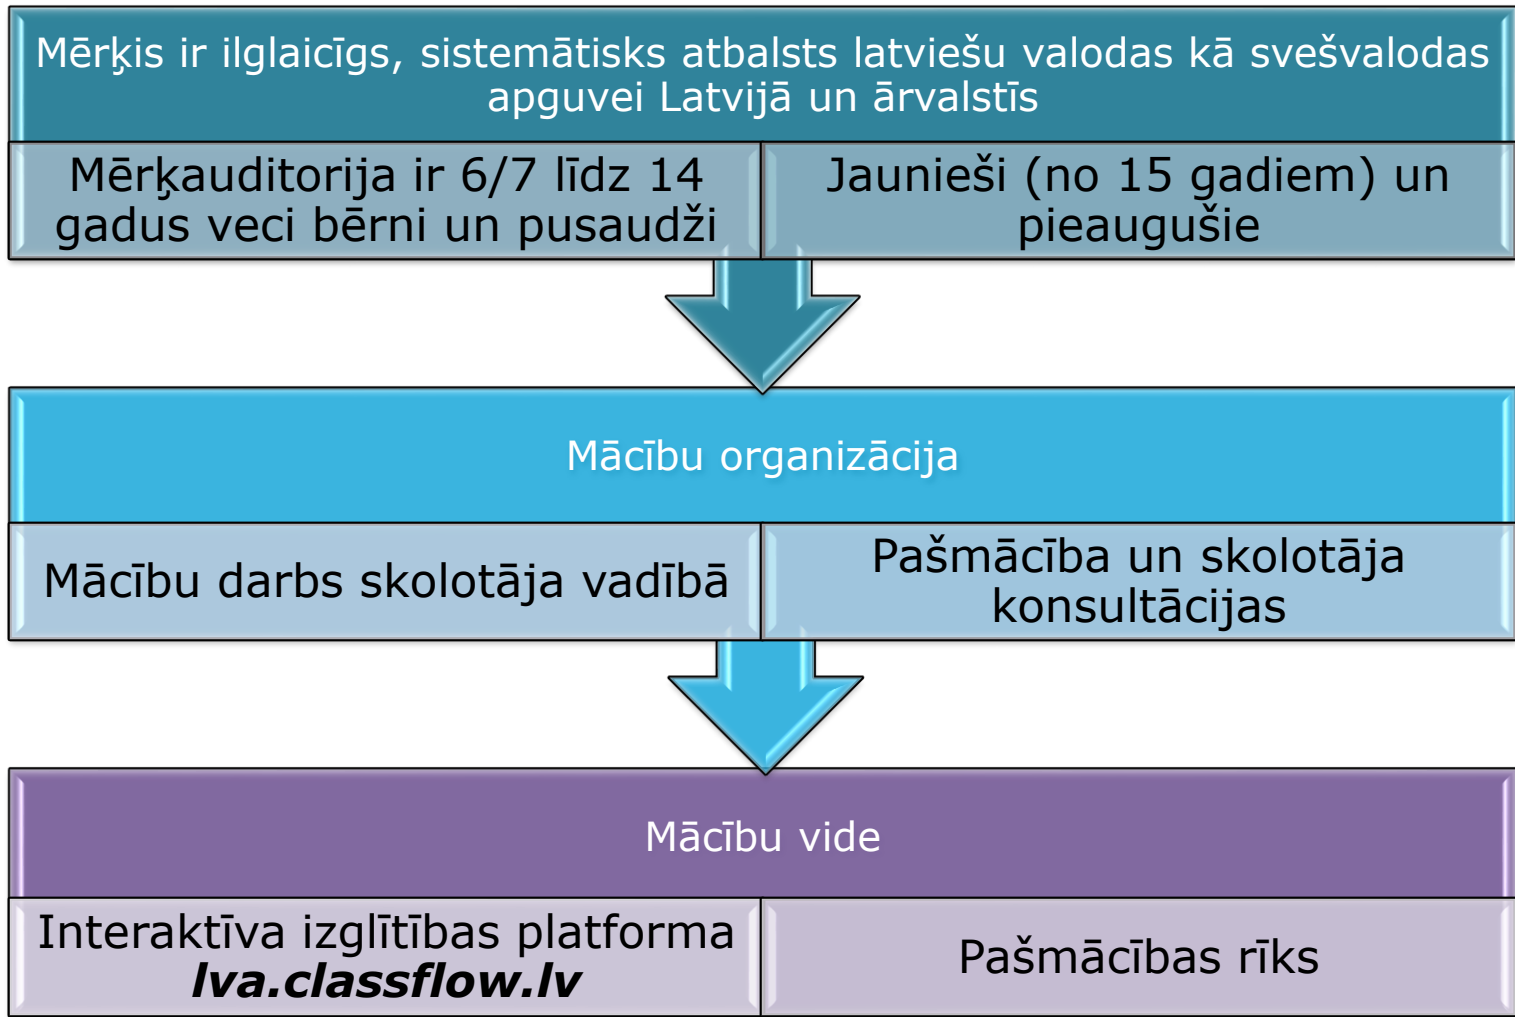 Mērķis ir ilglaicīgs, sistemātisks atbalsts latviešu valodas kā svešvalodas
apguvei Latvijā un ārvalstīs
Mērķauditorija ir 6/7 līdz 14
gadus veci bērni un pusaudži
Jaunieši (no 15 gadiem) un
pieaugušie
Mācību organizācija
Mācību darbs skolotāja vadībā
Pašmācība un skolotāja
konsultācijas
Mācību vide
Interaktīva izglītības platforma
lva.classflow.lv
Pašmācības rīks